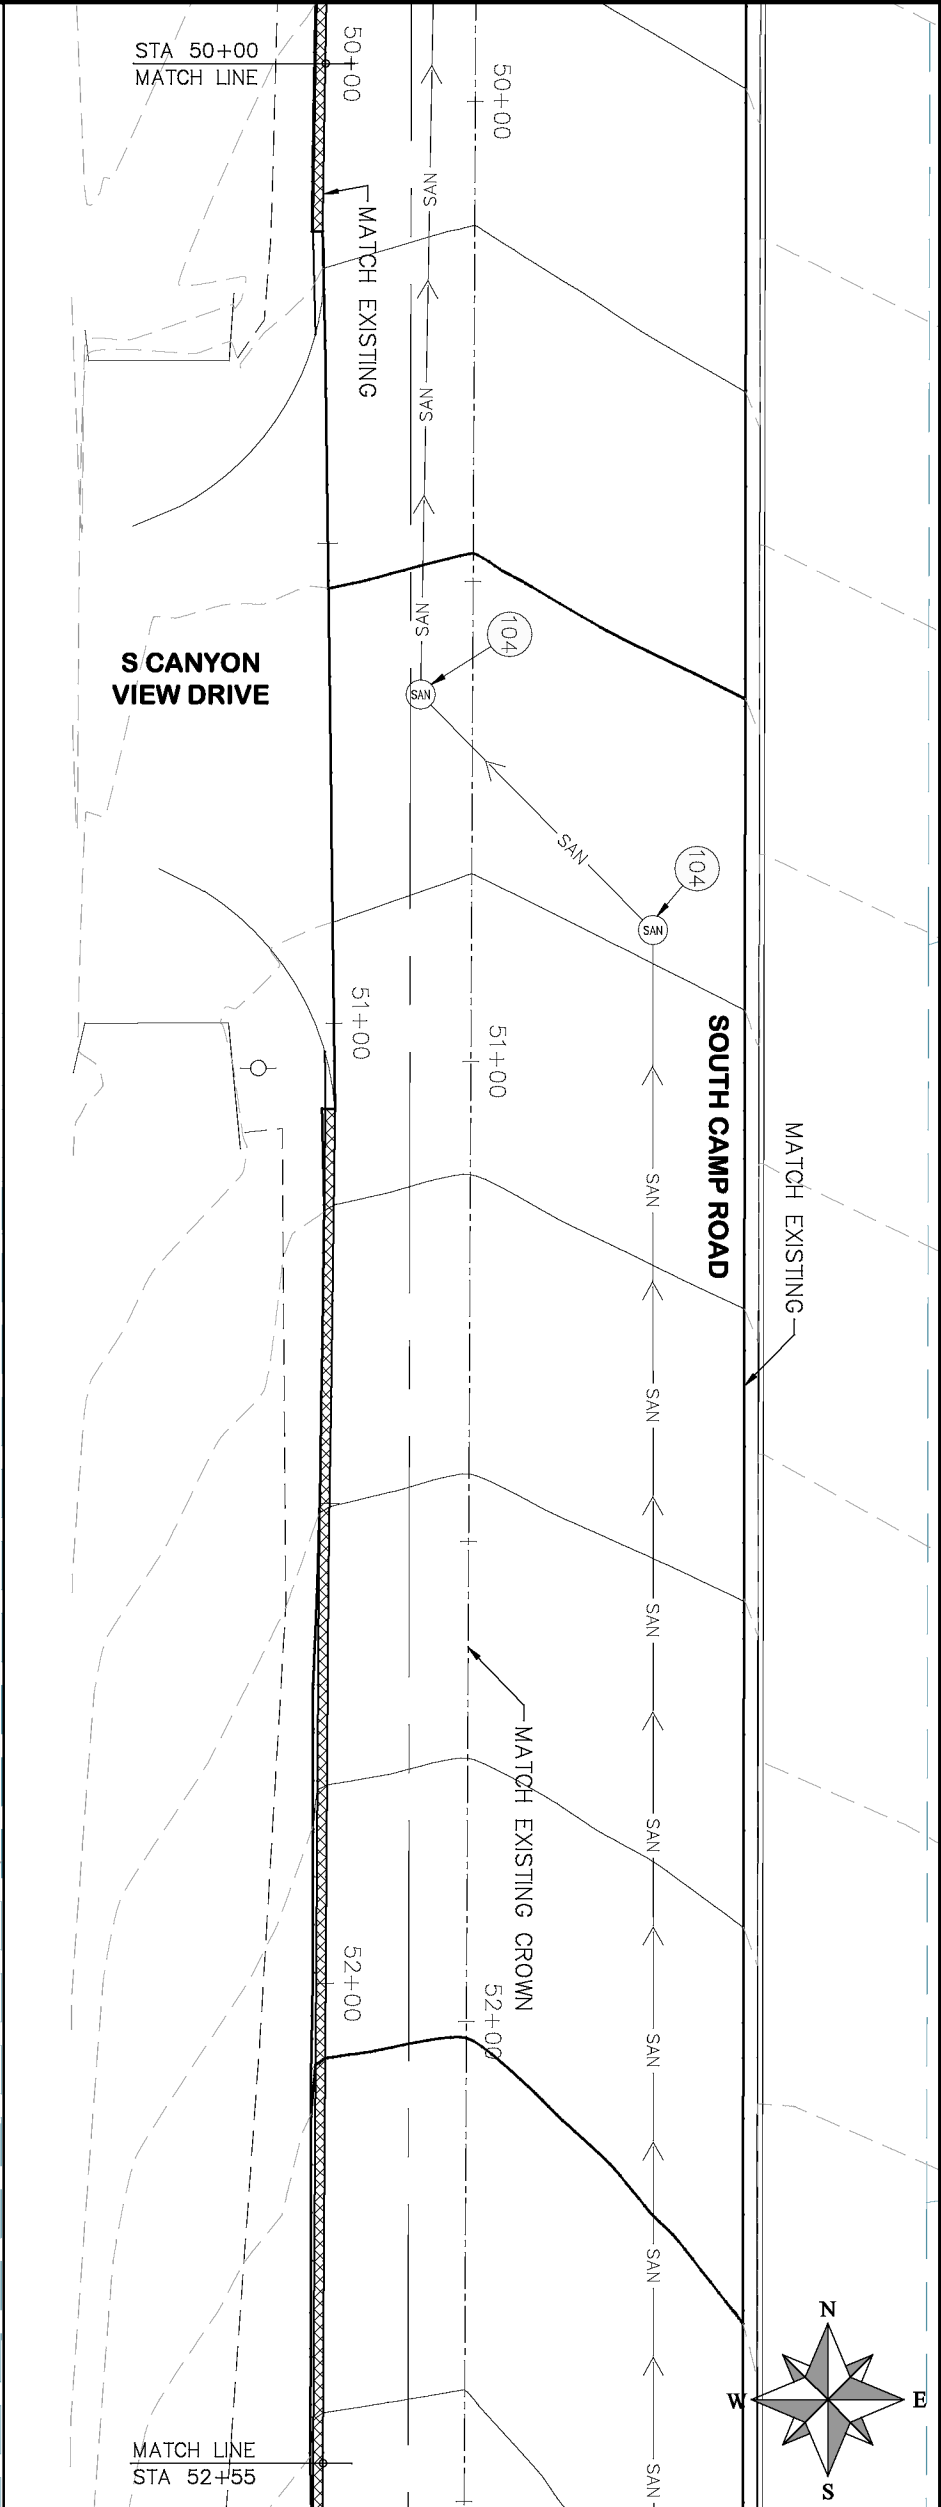 STA 50+00
MATCH LINE
50+00
50+00
SAN
MATCH EXISTING
SAN
SAN
104
S CANYON
VIEW DRIVE
SAN
SAN
104
SAN
51+00
51+00
SOUTH CAMP ROAD
MATCH EXISTING
SAN
SAN
SAN
MATCH EXISTING CROWN
SAN
52+00
52+00
SAN
SAN
N
W
E
S
MATCH LINE
STA 52+55
SAN